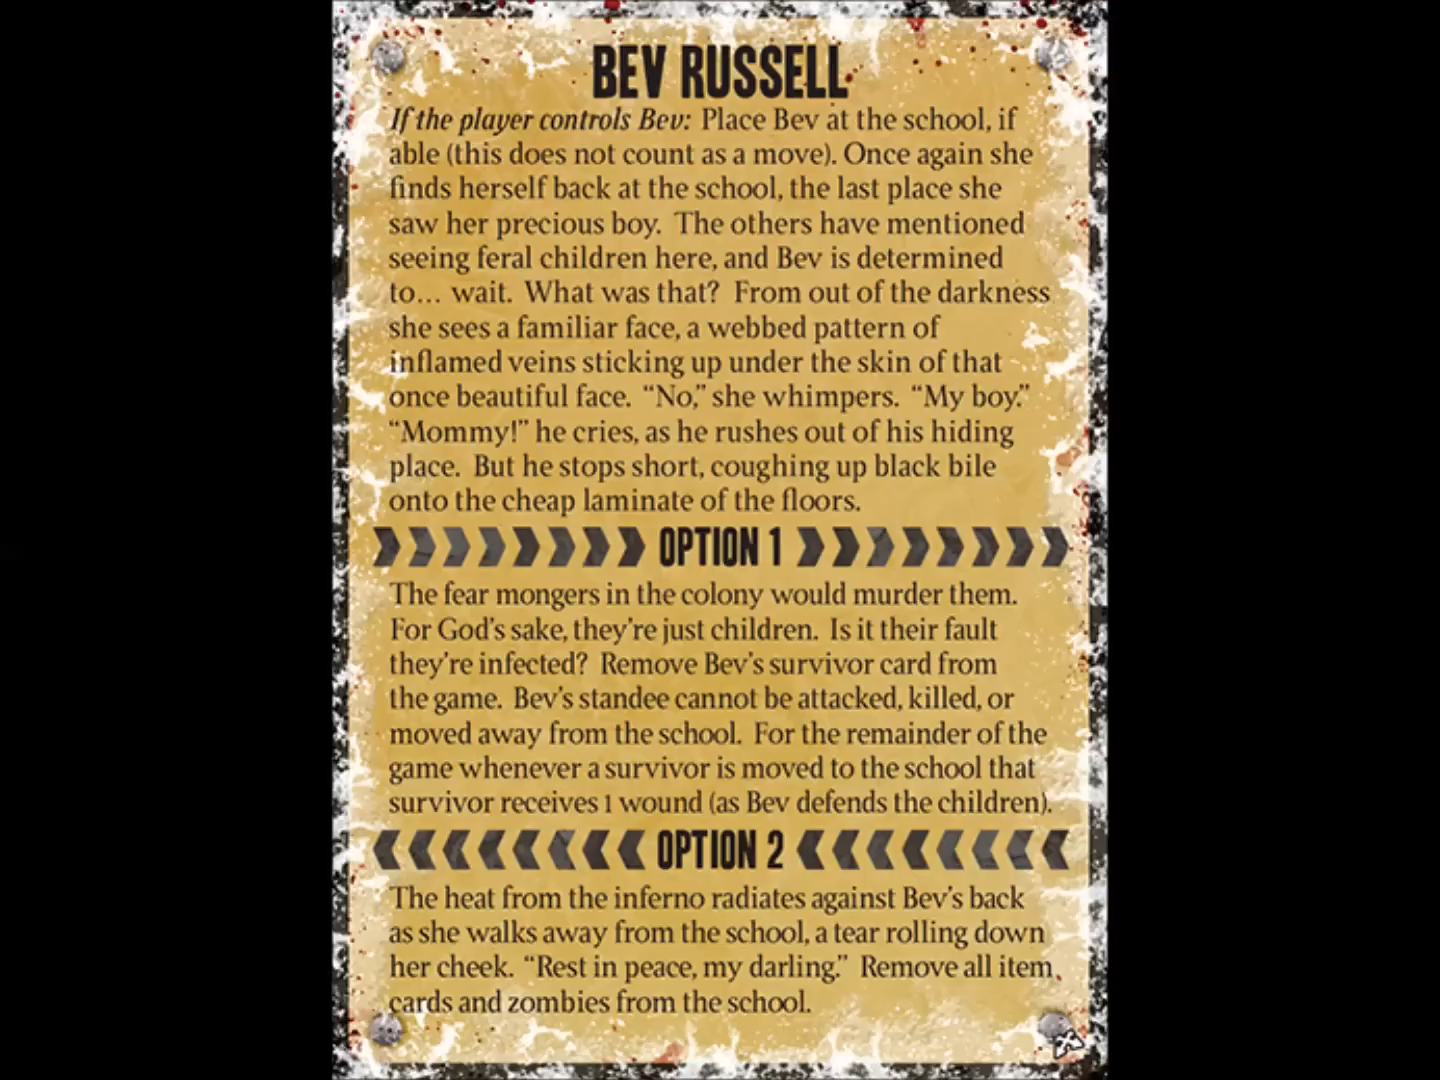 BEV RUSSELL
If the player controls Bev: Place Bev at the school, if
able (this does not count as a move). Once again she
finds herself back at the school, the last place she
saw her precious boy. The others have mentioned
seeing feral children here, and Bev is determined
to… wait. What was that? From out of the darkness
she sees a familiar face, a webbed pattern of
inflamed veins sticking up under the skin of that
once beautiful face. “No,” she whimpers. “My boy.”
“Mommy!” he cries, as he rushes out of his hiding
place. But he stops short, coughing up black bile
onto the cheap laminate of the floors.
OPTION 1
The fear mongers in the colony would murder them.
For God’s sake, they’re just children. Is it their fault
they’re infected? Remove Bev’s survivor card from
the game. Bev’s standee cannot be attacked, killed, or
moved away from the school. For the remainder of the
game whenever a survivor is moved to the school that
survivor receives 1 wound (as Bev defends the children).
OPTION 2
The heat from the inferno radiates against Bev’s back
as she walks away from the school, a tear rolling down
her cheek. “Rest in peace, my darling.” Remove all item
cards and zombies from the school.